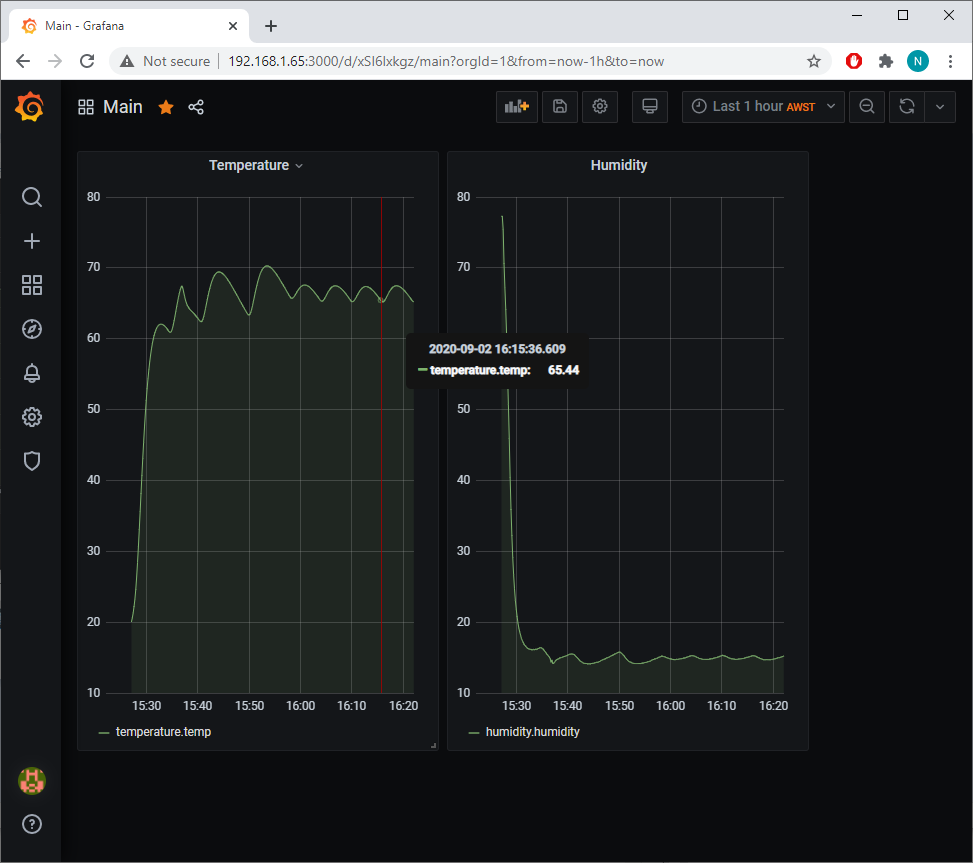 Main - Grafana
Not secure 192.168.1.65:3000/d/xSl6lxkgz/main?orgId=1&from=now-1h&to=now
N
Main
Last 1 hour AWST
Temperature
80
70
60
50
40
30
20
10
15:30 15:40 15:50 16:00 16:10 16:20
temperature.temp
2020-09-02 16:15:36.609
temperature.temp: 65.44
Humidity
80
70
50
40
30
20
10
15:30 15:40 15:50 16:00 16:10 16:20
humidity.humidity